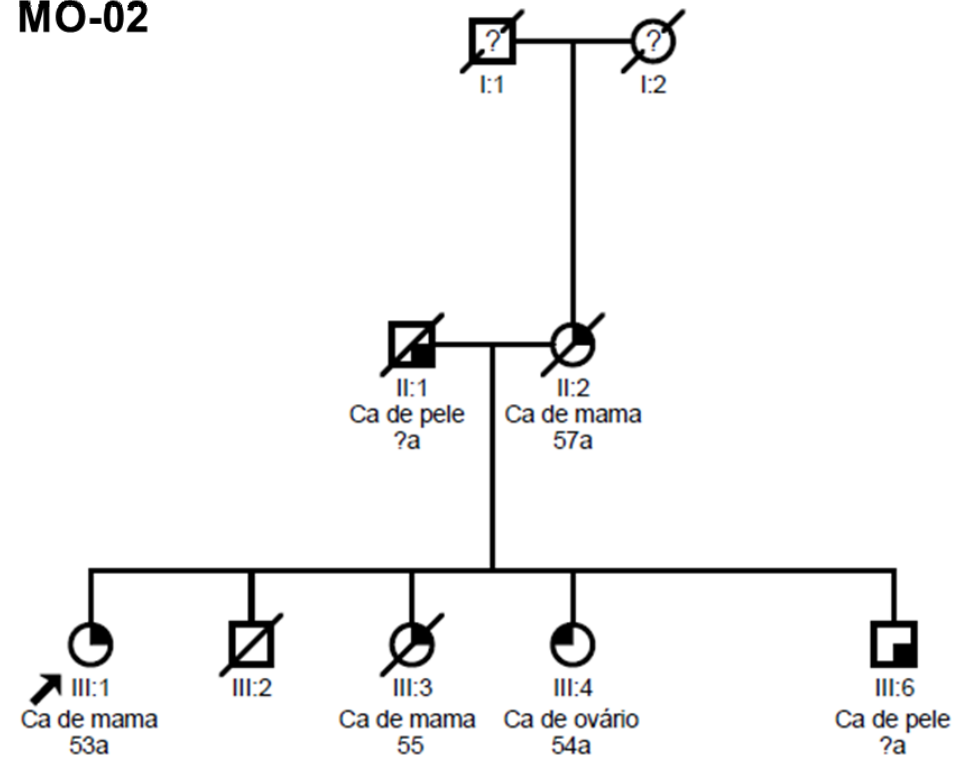 MO-02
? ?
I:1 I:2
II:1 II:2
Ca de pele Ca de mama
?a 57a
III:1 III:2 III:3 III:4 III:6
Ca de mama Ca de mama Ca de ovário Ca de pele
53a 55 54a ?a